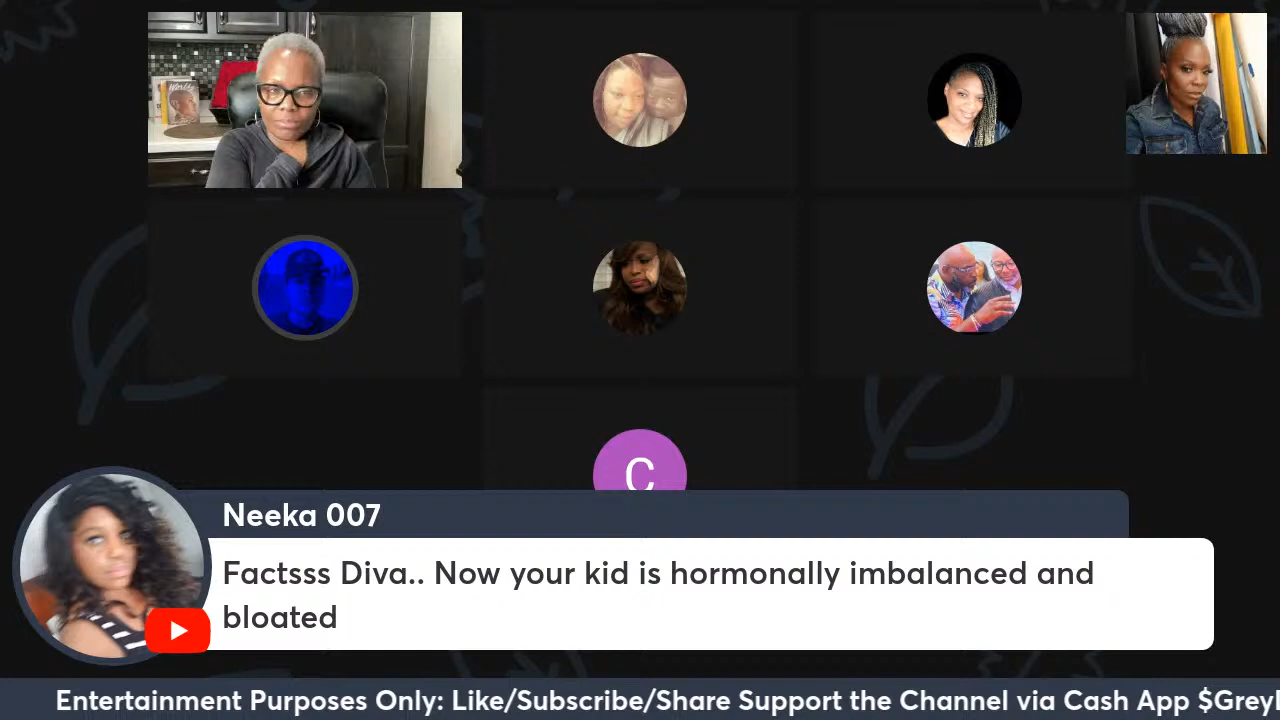 C
Neeka 007
Factsss Diva.. Now your kid is hormonally imbalanced and
bloated
Entertainment Purposes Only: Like/Subscribe/Share Support the Channel via Cash App